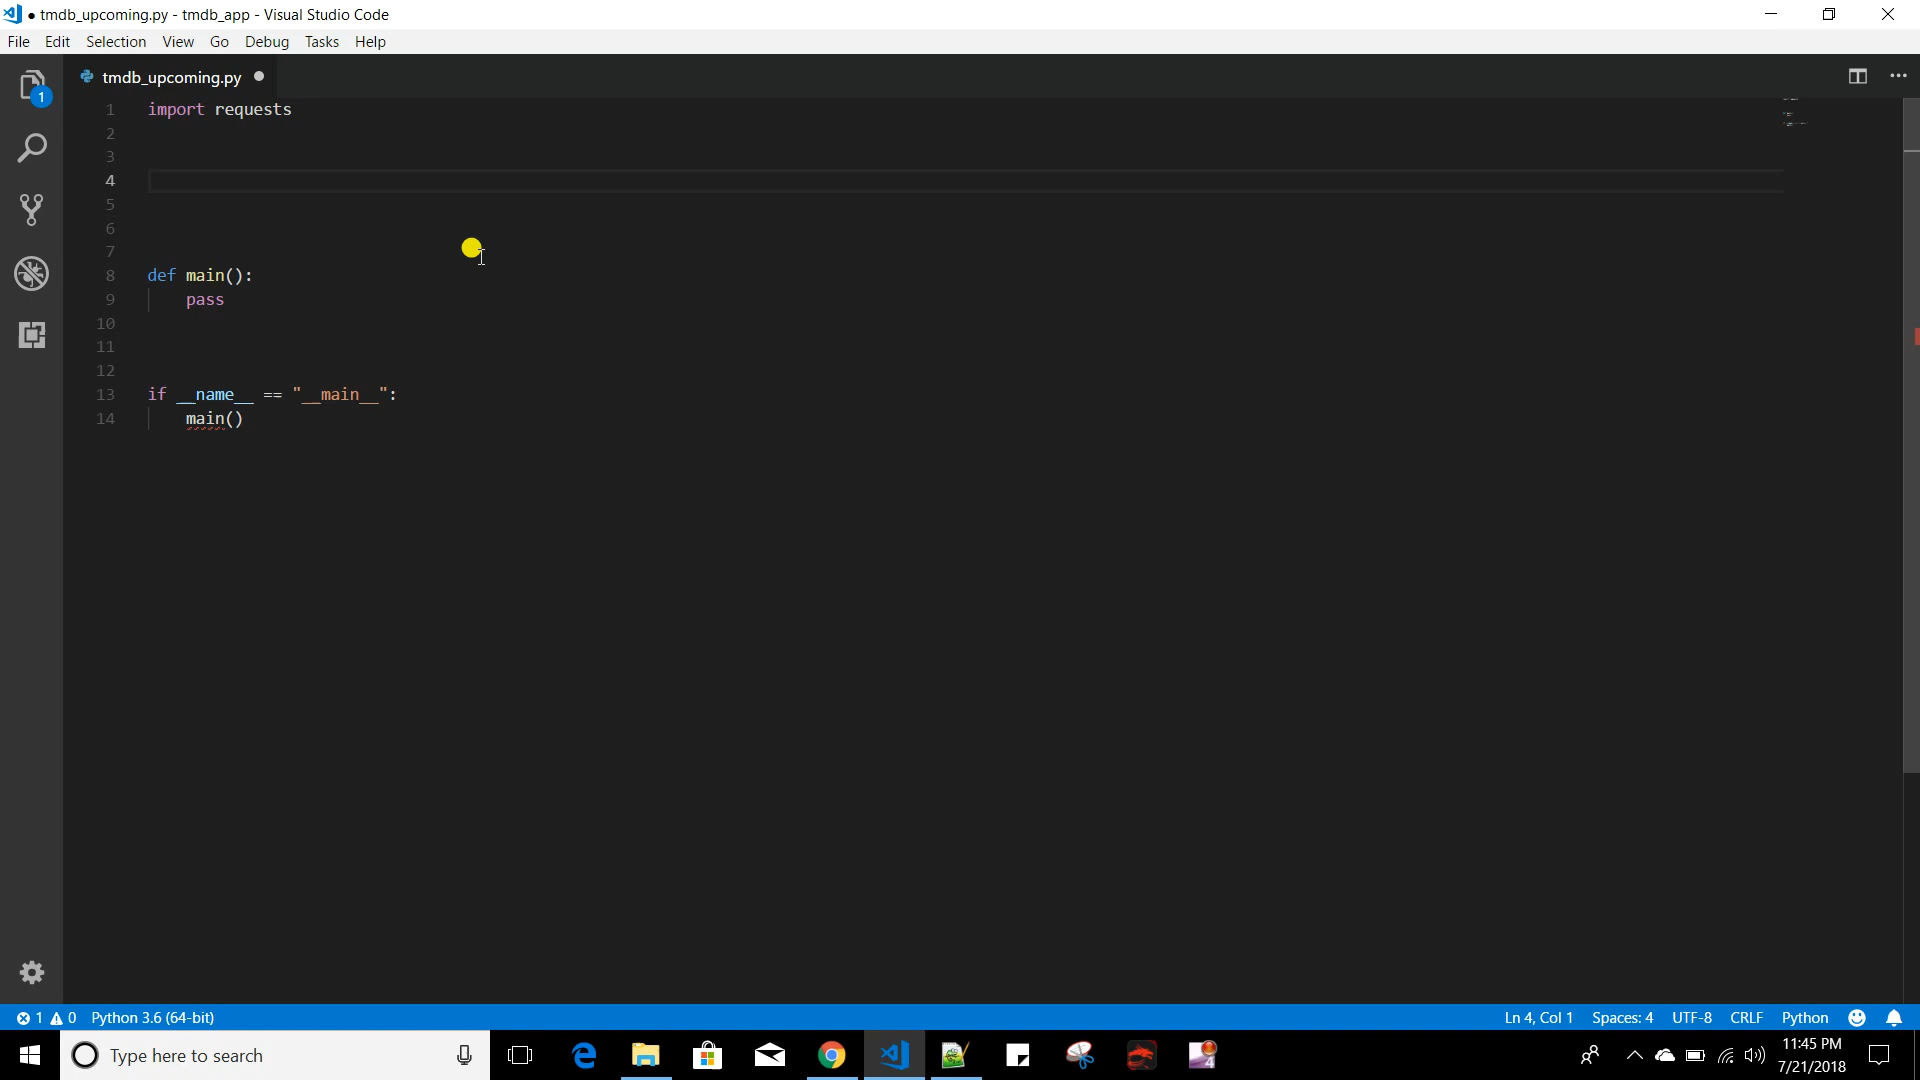 ● tmdb_upcoming.py - tmdb_app - Visual Studio Code
File Edit Selection View Go Debug Tasks Help
1
tmdb_upcoming.py ●
1 import requests
2
3
4
5
6
7
8 def main():
9 pass
10
11
12
13 if __name__ == "__main__":
14 main()
1 0 Python 3.6 (64-bit) Ln 4, Col 1 Spaces: 4 UTF-8 CRLF Python
Type here to search
4
11:45 PM
7/21/2018